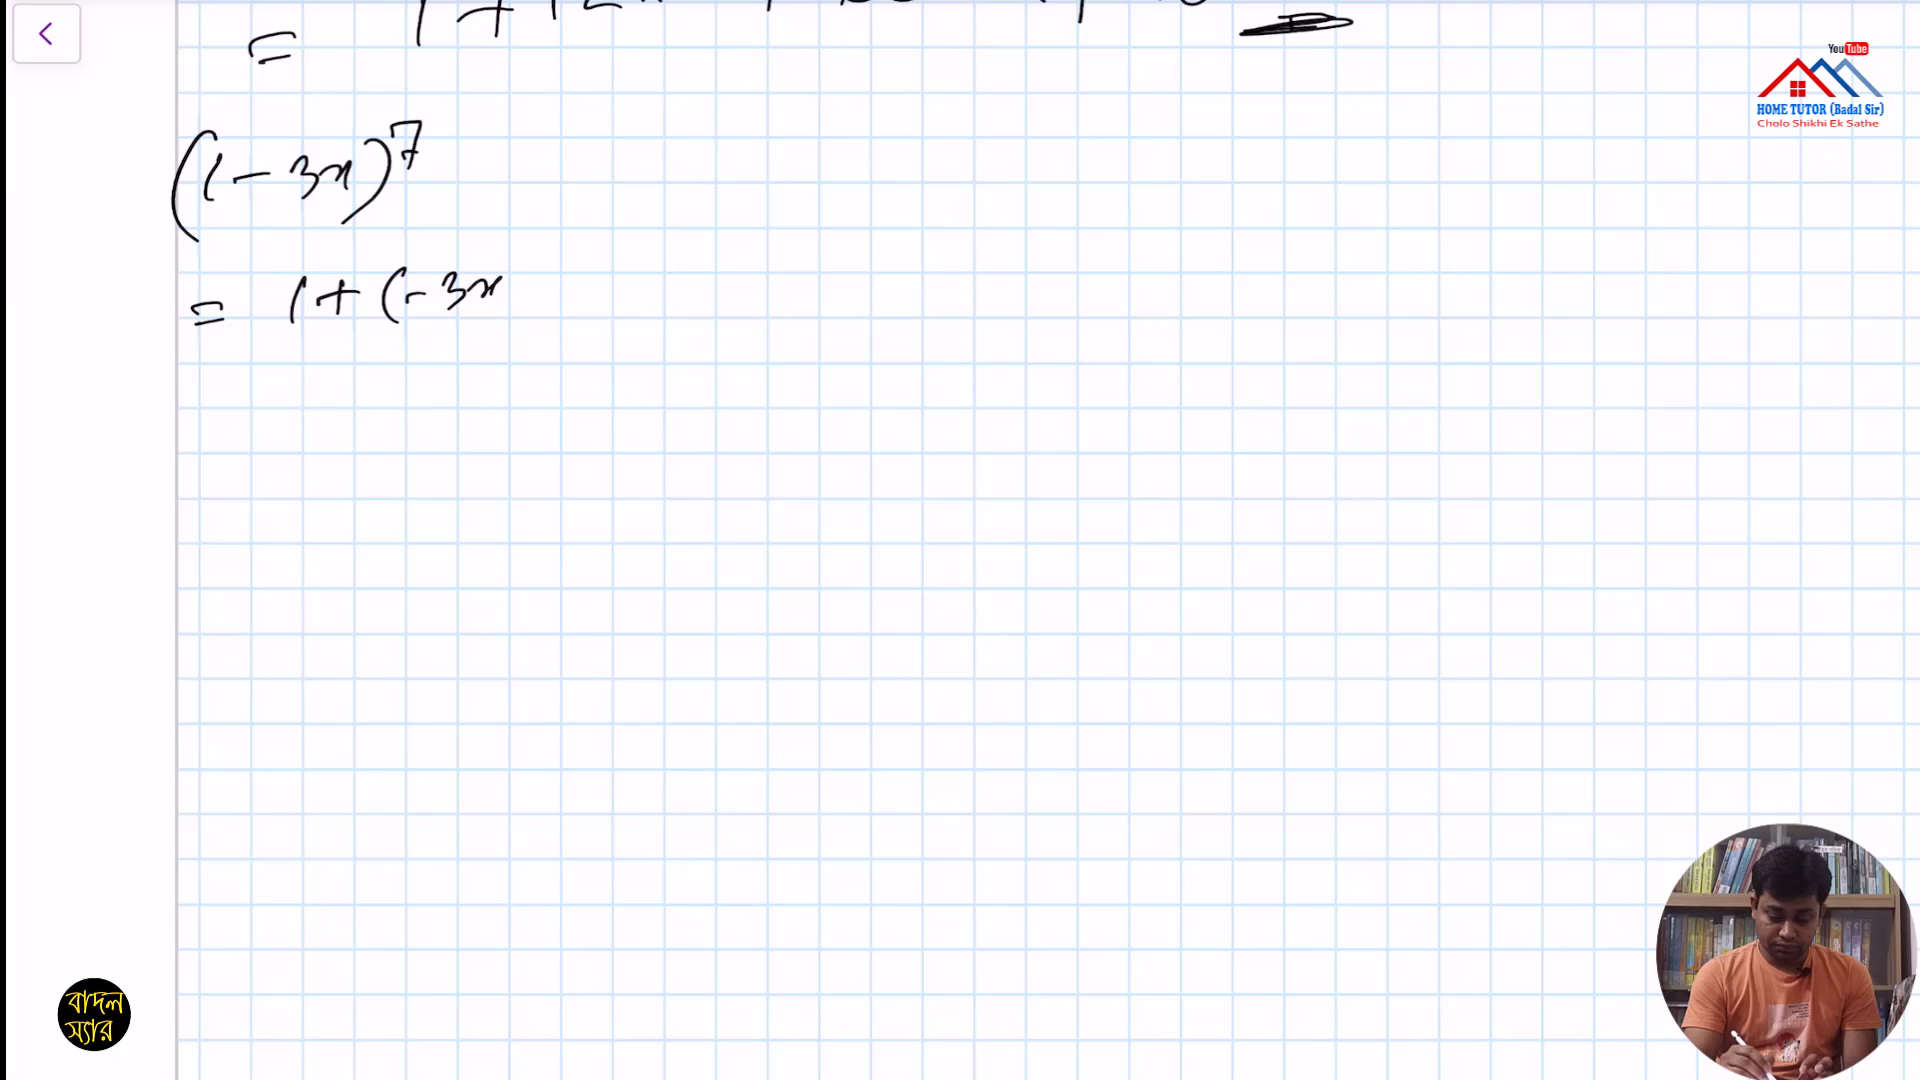 =
YouTube
HOME TUTOR (Badal Sir)
Cholo Shikhi Ek Sathe
(1 - 3x)^7
= 1 + (-3x
বাদল
স্যার